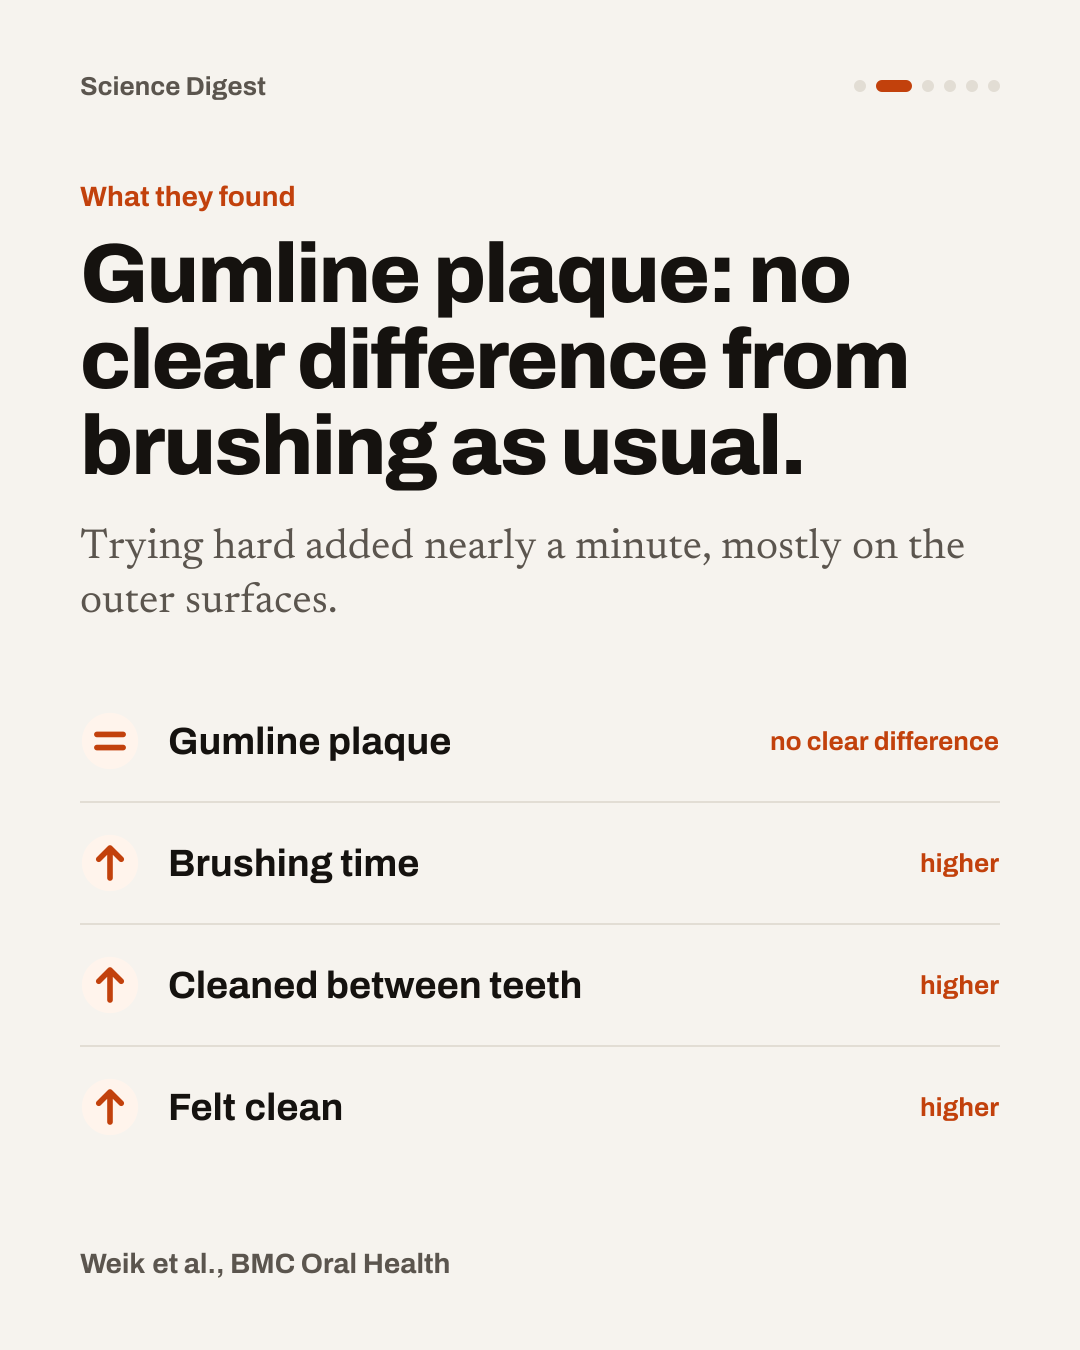 Science Digest
What they found
Gumline plaque: no
clear difference from
brushing as usual.
Trying hard added nearly a minute, mostly on the
outer surfaces.
Gumline plaque no clear difference
Brushing time higher
Cleaned between teeth higher
Felt clean higher
Weik et al., BMC Oral Health